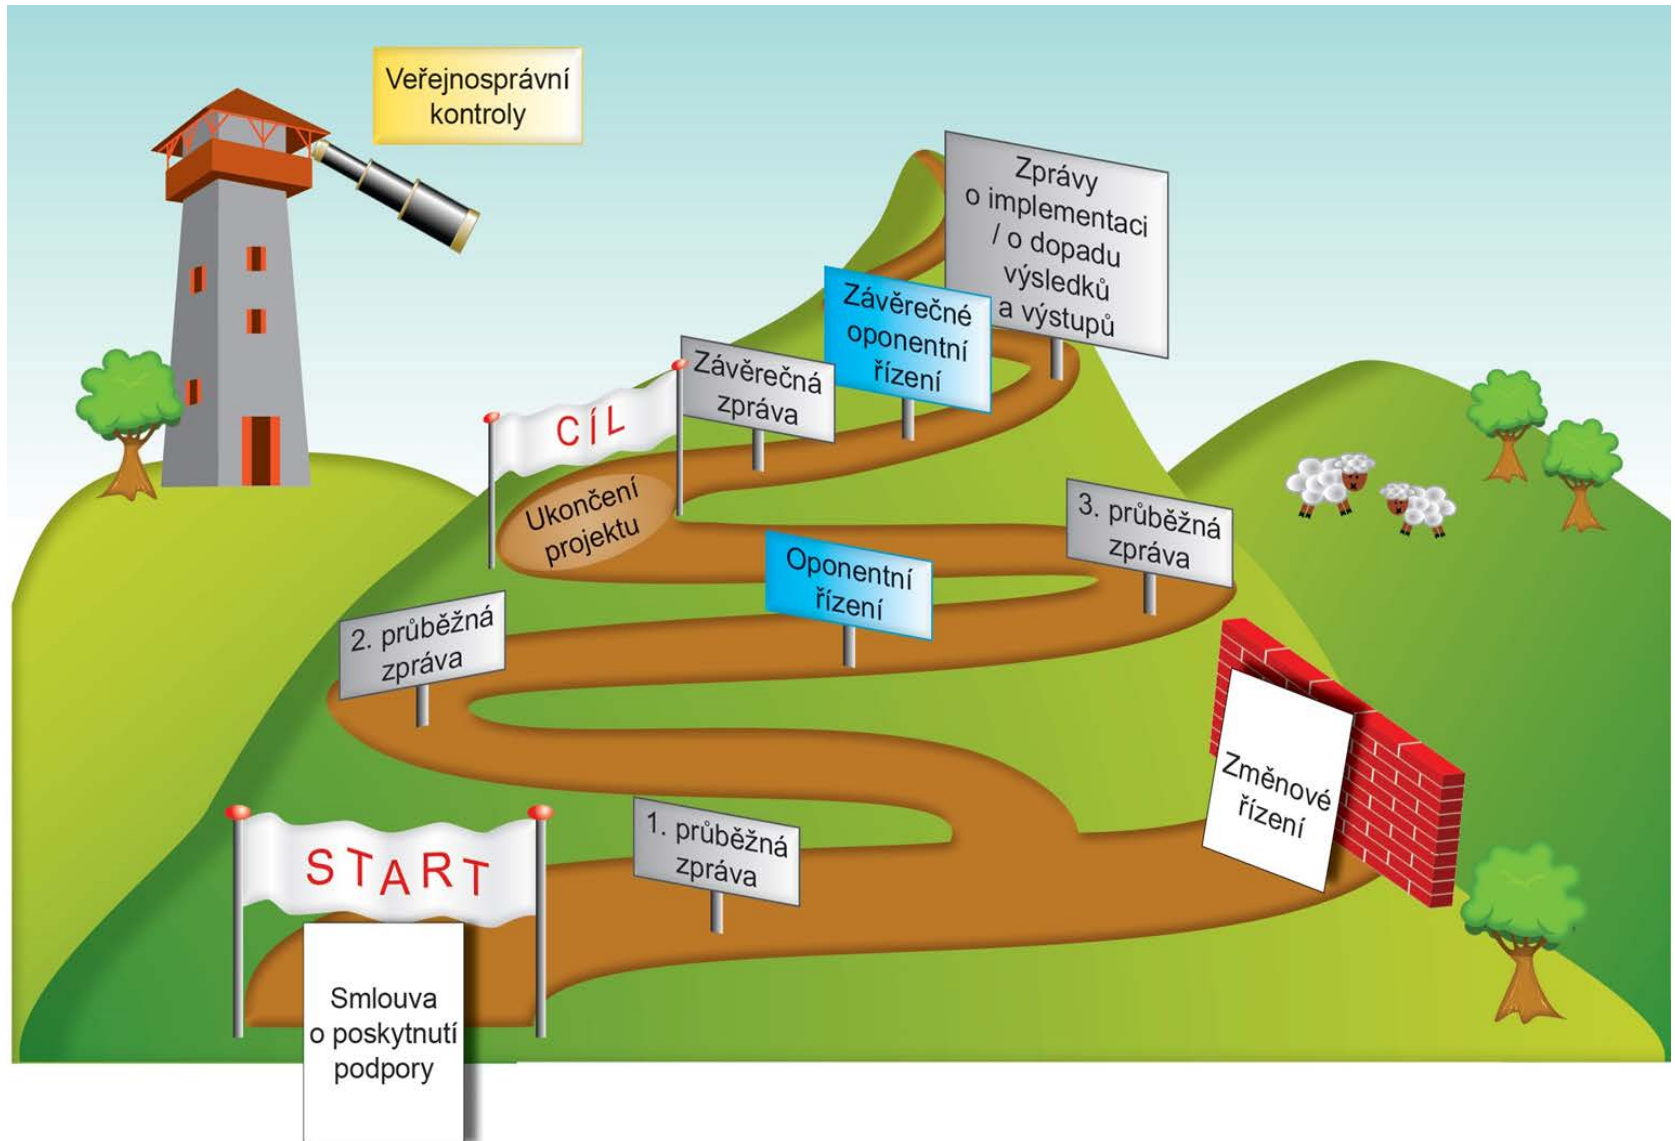 Veřejnosprávní
kontroly
Zprávy
o implementaci
/ o dopadu
výsledků
a výstupů
Závěrečné
oponentní
řízení
Závěrečná
zpráva
CÍL
Ukončení
projektu
3. průběžná
zpráva
Oponentní
řízení
2. průběžná
zpráva
Změnové
řízení
1. průběžná
zpráva
START
Smlouva
o poskytnutí
podpory